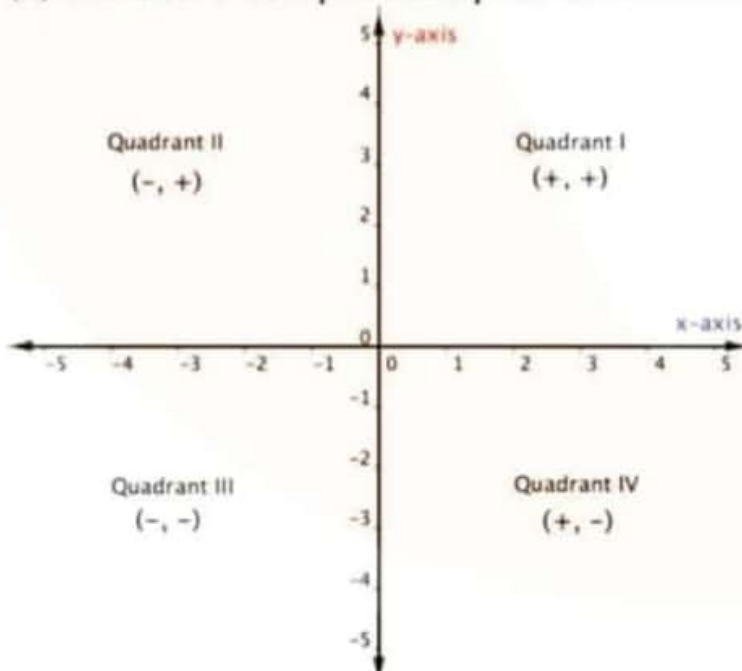 5 y-axis
4
Quadrant II Quadrant I
3
(-, +) (+, +)
2
1
x-axis
0
-5 -4 -3 -2 -1 0 1 2 3 4 5
-1
-2
Quadrant III Quadrant IV
(-, -) -3 (+, -)
-4
-5